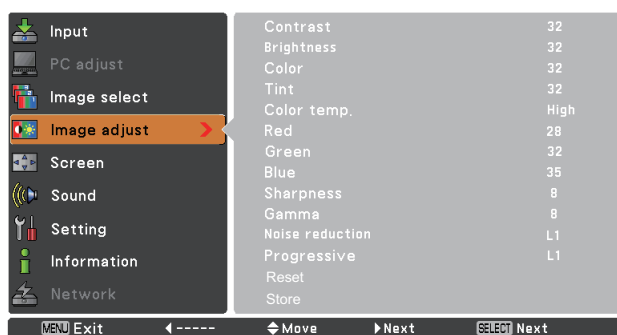 Input
PC adjust
Image select
Image adjust
Screen
Sound
Setting
Information
Network
Contrast 32
Brightness 32
Color 32
Tint 32
Color temp. High
Red 28
Green 32
Blue 35
Sharpness 8
Gamma 8
Noise reduction L1
Progressive L1
Reset
Store
MENU Exit ◀ ----- Move ▶ Next SELECT Next